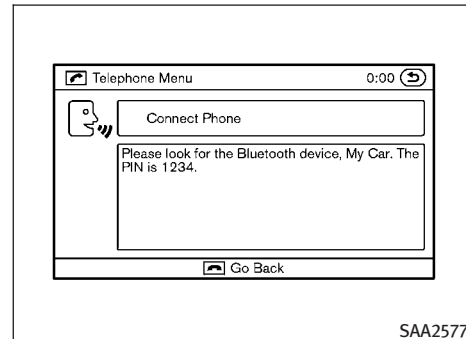 Telephone Menu 0:00
Connect Phone
Please look for the Bluetooth device, My Car. The
PIN is 1234.
Go Back
SAA2577